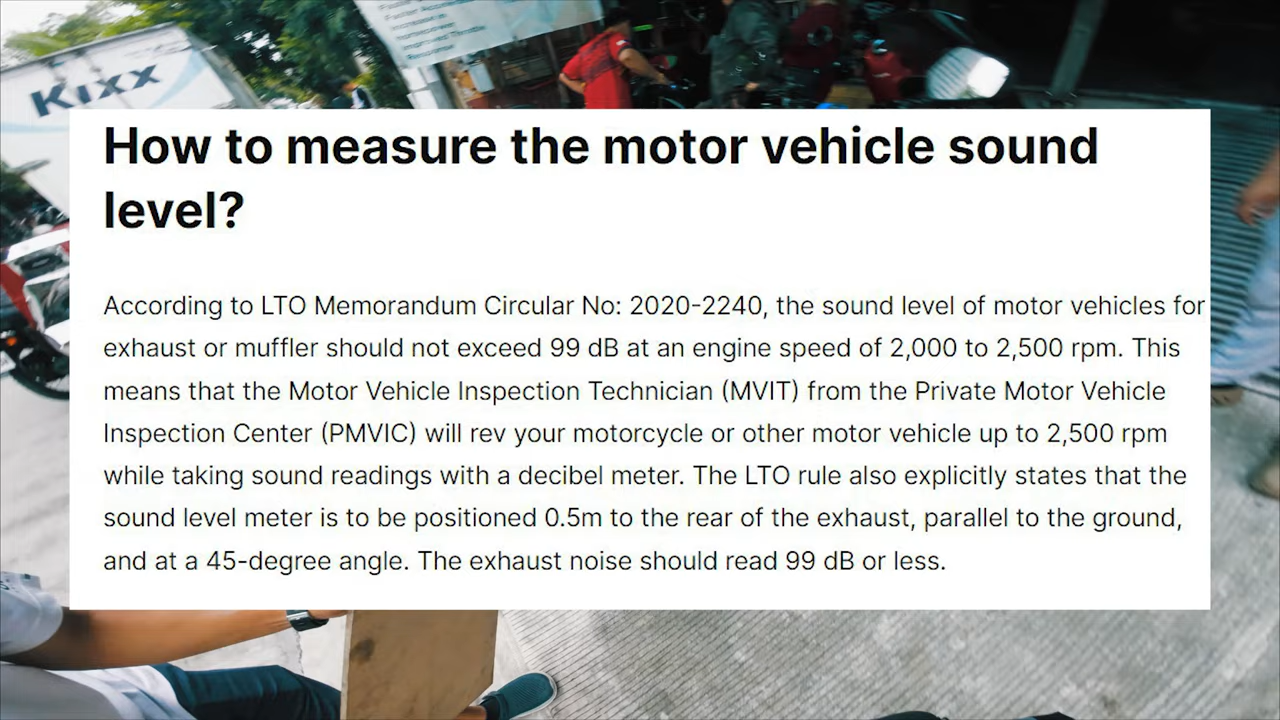 Kixx
How to measure the motor vehicle sound
level?
According to LTO Memorandum Circular No: 2020-2240, the sound level of motor vehicles for
exhaust or muffler should not exceed 99 dB at an engine speed of 2,000 to 2,500 rpm. This
means that the Motor Vehicle Inspection Technician (MVIT) from the Private Motor Vehicle
Inspection Center (PMVIC) will rev your motorcycle or other motor vehicle up to 2,500 rpm
while taking sound readings with a decibel meter. The LTO rule also explicitly states that the
sound level meter is to be positioned 0.5m to the rear of the exhaust, parallel to the ground,
and at a 45-degree angle. The exhaust noise should read 99 dB or less.